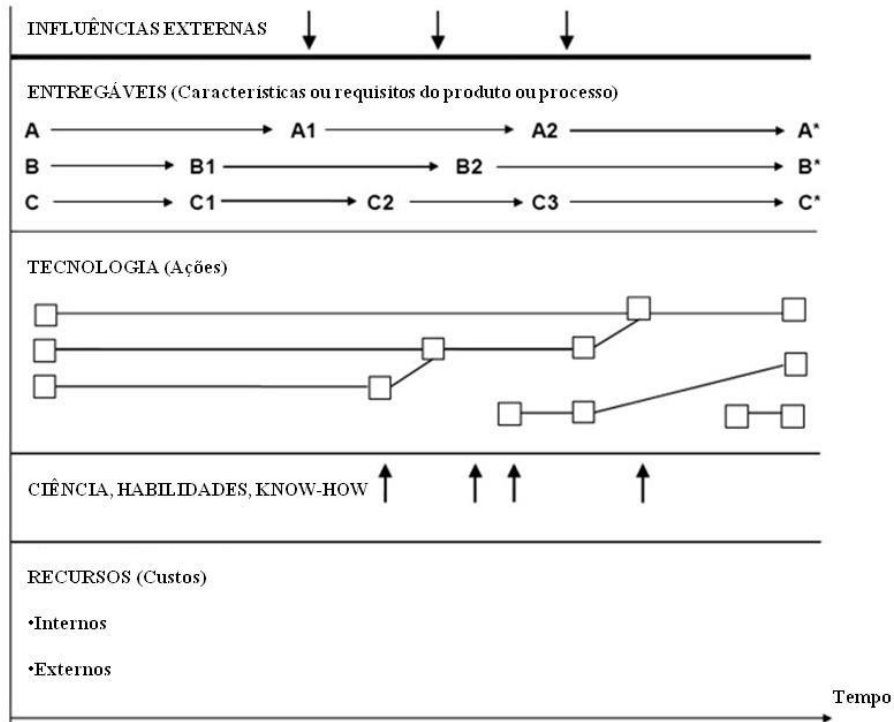 INFLUÊNCIAS EXTERNAS
ENTREGÁVEIS (Características ou requisitos do produto ou processo)
A A1 A2 A*
B B1 B2 B*
C C1 C2 C3 C*
TECNOLOGIA (Ações)
CIÊNCIA, HABILIDADES, KNOW-HOW
RECURSOS (Custos)
•Internos
•Externos
Tempo